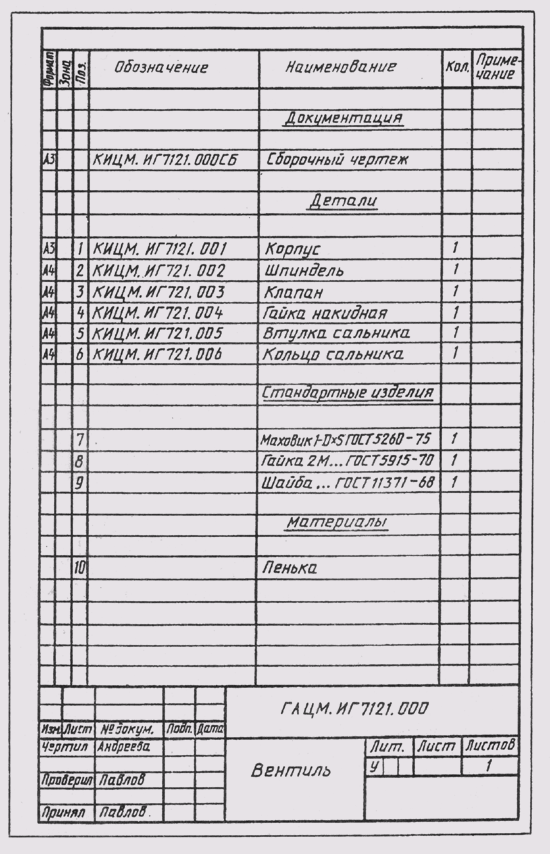 Формат Зона Поз. Обозначение Наименование Кол. Приме-
чание
Документация
А3 КИЦМ. ИГ7121. 000СБ Сборочный чертеж
Детали
А3 1 КИЦМ. ИГ7121. 001 Корпус 1
А4 2 КИЦМ. ИГ721. 002 Шпиндель 1
А4 3 КИЦМ. ИГ721. 003 Клапан 1
А4 4 КИЦМ. ИГ721. 004 Гайка накидная 1
А4 5 КИЦМ. ИГ721. 005 Втулка сальника 1
А4 6 КИЦМ. ИГ721. 006 Кольцо сальника 1
Стандартные изделия
7 Маховик 1-D×S ГОСТ 5260-75 1
8 Гайка 2М... ГОСТ 5915-70 1
9 Шайба ... ГОСТ 11371-68 1
Материалы
10 Пенька
ГАЦМ. ИГ7121. 000
Изм. Лист № докум. Подп. Дата
Чертил Андреева
Вентиль
Лит. Лист Листов
У 1
Проверил Павлов
Принял Павлов.